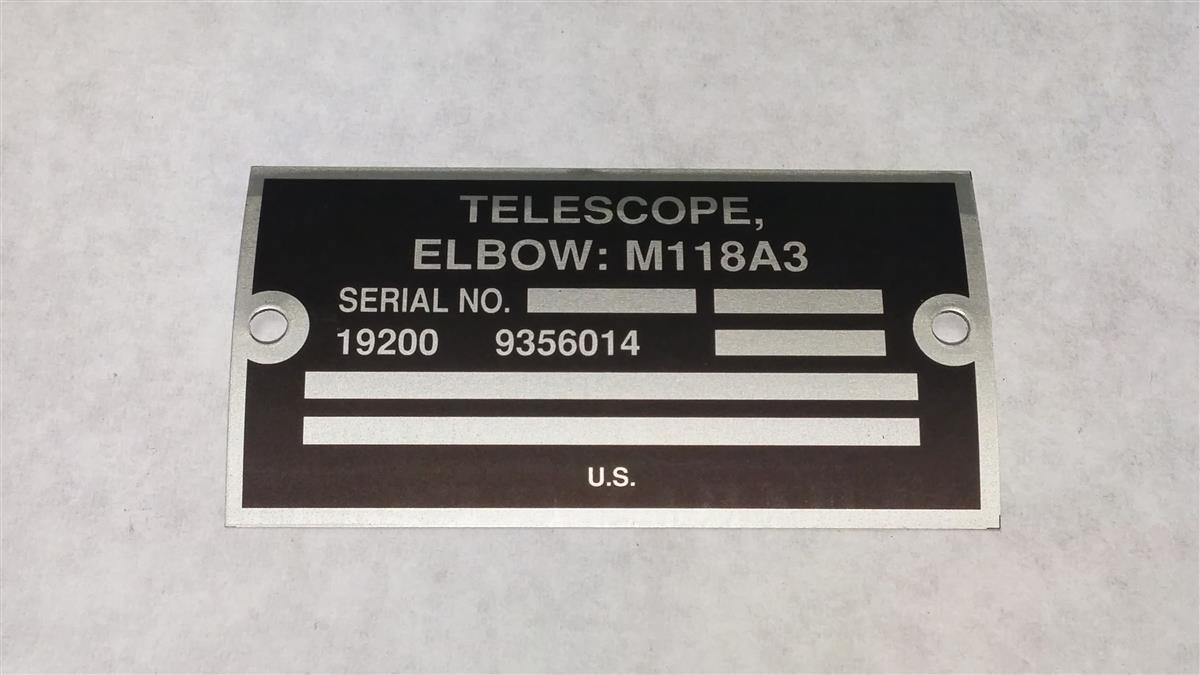 TELESCOPE,
ELBOW: M118A3
SERIAL NO.
19200 9356014
U.S.